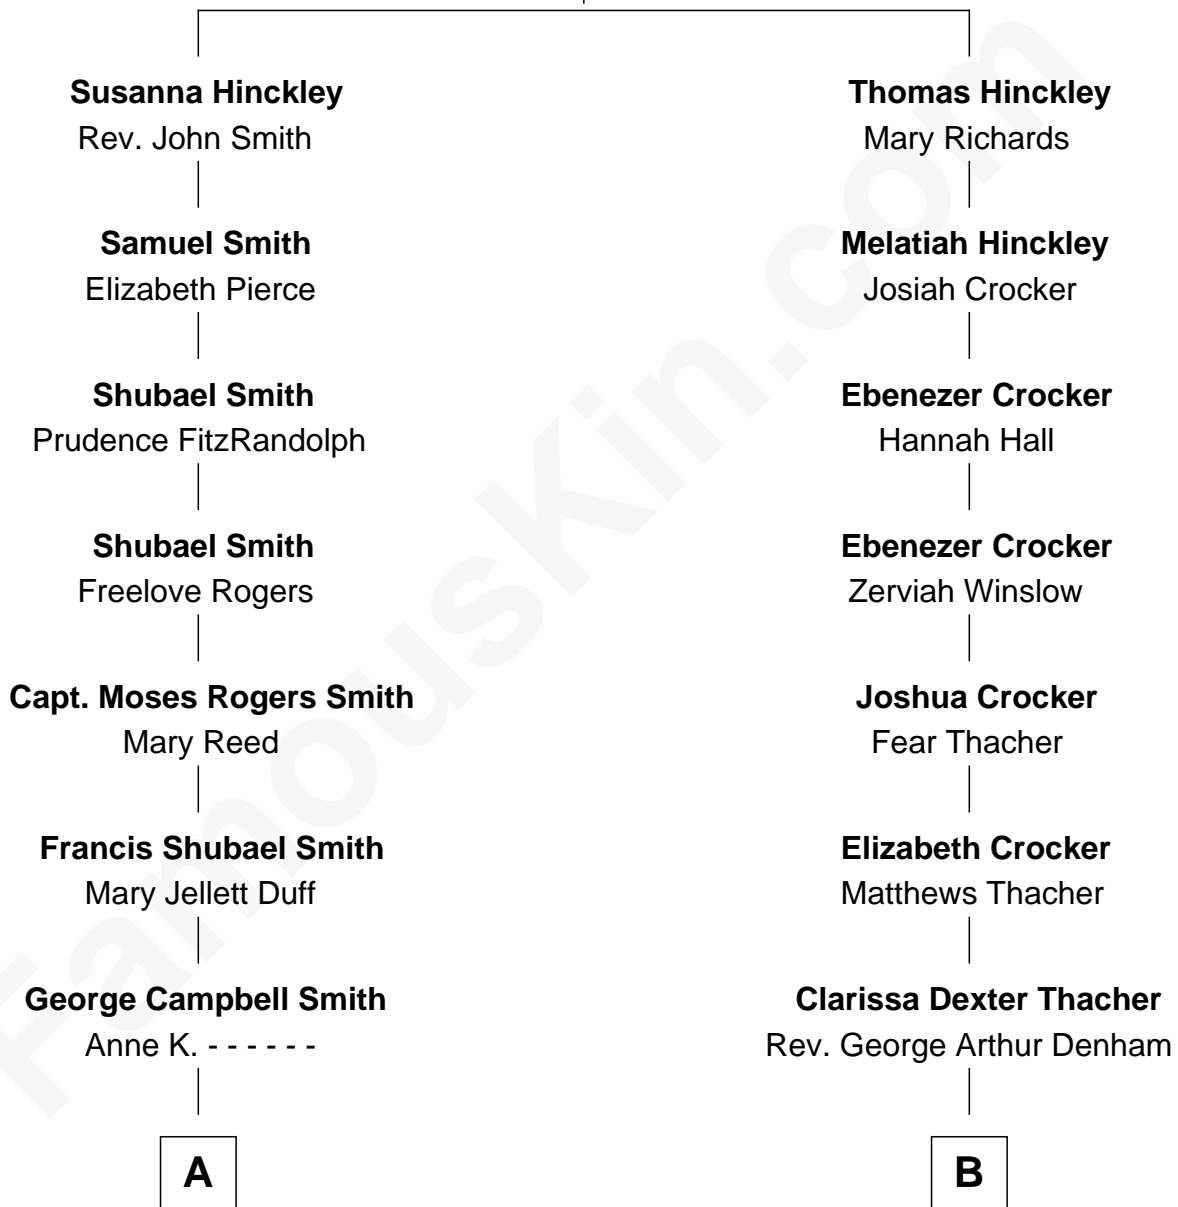 Susanna Hinckley
Rev. John Smith
Samuel Smith
Elizabeth Pierce
Shubael Smith
Prudence FitzRandolph
Shubael Smith
Freelove Rogers
Capt. Moses Rogers Smith
Mary Reed
Francis Shubael Smith
Mary Jellett Duff
George Campbell Smith
Anne K. - - - - - -
A
Thomas Hinckley
Mary Richards
Melatiah Hinckley
Josiah Crocker
Ebenezer Crocker
Hannah Hall
Ebenezer Crocker
Zerviah Winslow
Joshua Crocker
Fear Thacher
Elizabeth Crocker
Matthews Thacher
Clarissa Dexter Thacher
Rev. George Arthur Denham
B
FamousKin.com